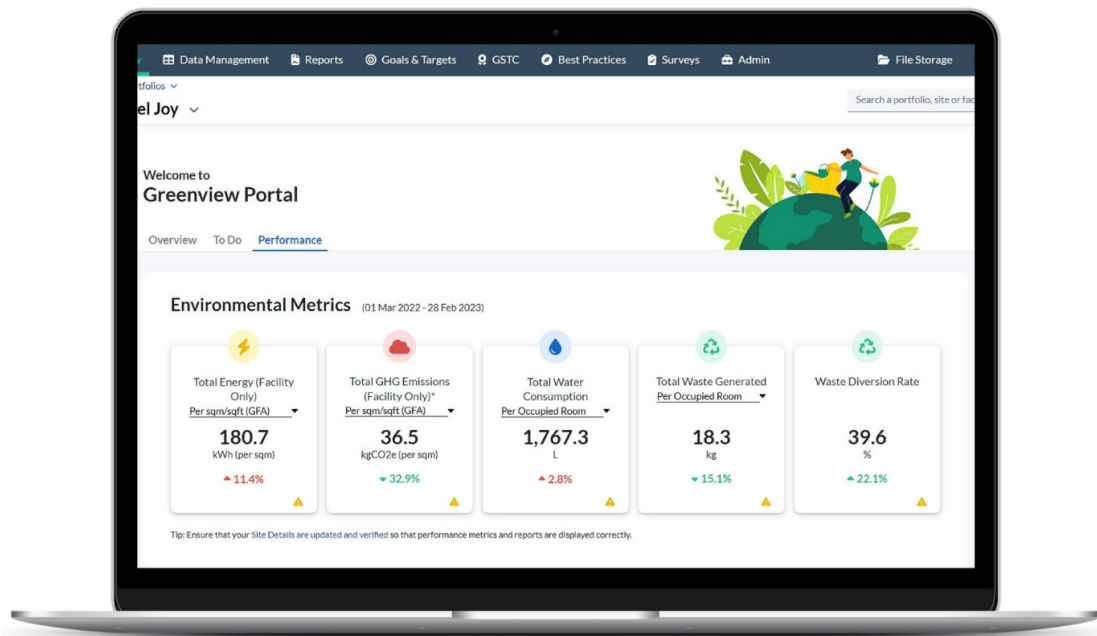 Data Management Reports Goals & Targets GSTC Best Practices Surveys Admin File Storage
tfolios
el Joy
Search a portfolio, site or fac
Welcome to
Greenview Portal
Overview To Do Performance
Environmental Metrics (01 Mar 2022 - 28 Feb 2023)
Total Energy (Facility
Only)
Per sqm/sqft (GFA)
180.7
kWh (per sqm)
11.4%
Total GHG Emissions
(Facility Only)*
Per sqm/sqft (GFA)
36.5
kgCO2e (per sqm)
32.9%
Total Water
Consumption
Per Occupied Room
1,767.3
L
2.8%
Total Waste Generated
Per Occupied Room
18.3
kg
15.1%
Waste Diversion Rate
39.6
%
22.1%
Tip: Ensure that your Site Details are updated and verified so that performance metrics and reports are displayed correctly.